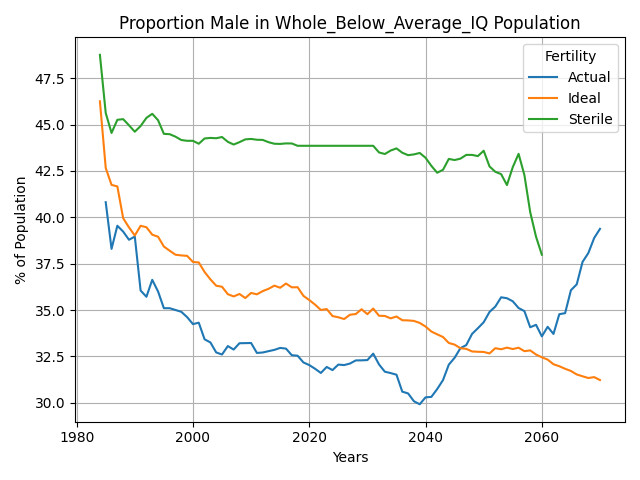 Proportion Male in Whole_Below_Average_IQ Population
Fertility
Actual
Ideal
Sterile
% of Population
47.5
45.0
42.5
40.0
37.5
35.0
32.5
30.0
1980
2000
2020
2040
2060
Years